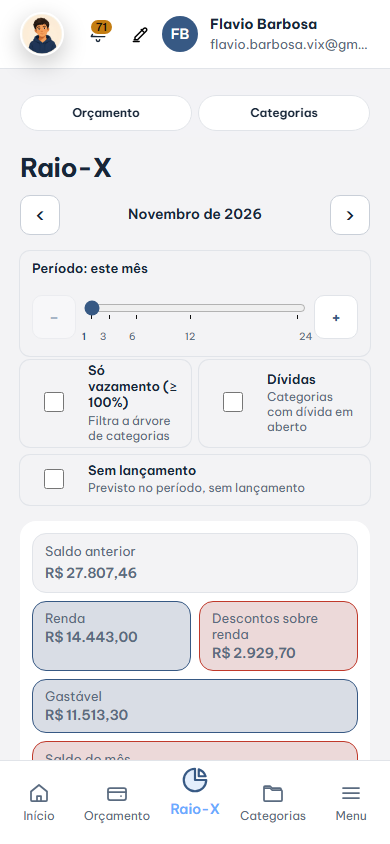 71
FB
Flavio Barbosa
flavio.barbosa.vix@gm...
Orçamento
Categorias
Raio-X
Novembro de 2026
Período: este mês
−
+
1 3 6 12 24
Só
vazamento (≥
100%)
Filtra a árvore
de categorias
Dívidas
Categorias
com dívida em
aberto
Sem lançamento
Previsto no período, sem lançamento
Saldo anterior
R$ 27.807,46
Renda
R$ 14.443,00
Descontos sobre
renda
R$ 2.929,70
Gastável
R$ 11.513,30
Saldo do mês
Início
Orçamento
Raio-X
Categorias
Menu